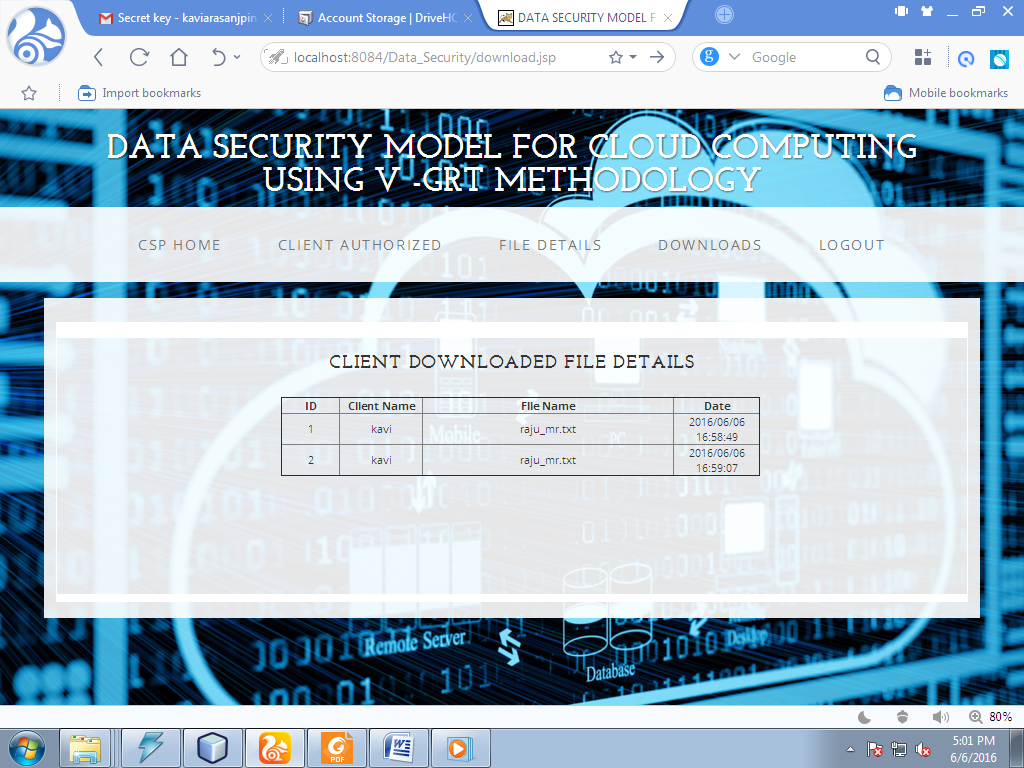 Secret key - kaviarasanjpin
Account Storage | DriveHQ
DATA SECURITY MODEL F
localhost:8084/Data_Security/download.jsp
g
Google
Import bookmarks
Mobile bookmarks
DATA SECURITY MODEL FOR CLOUD COMPUTING
USING V -GRT METHODOLOGY
CSP HOME
CLIENT AUTHORIZED
FILE DETAILS
DOWNLOADS
LOGOUT
CLIENT DOWNLOADED FILE DETAILS
ID Client Name File Name Date
1 kavi raju_mr.txt 2016/06/06
16:58:49
2 kavi raju_mr.txt 2016/06/06
16:59:07
Mobile
PC
Remote Server
Database
80%
PDF
5:01 PM
6/6/2016